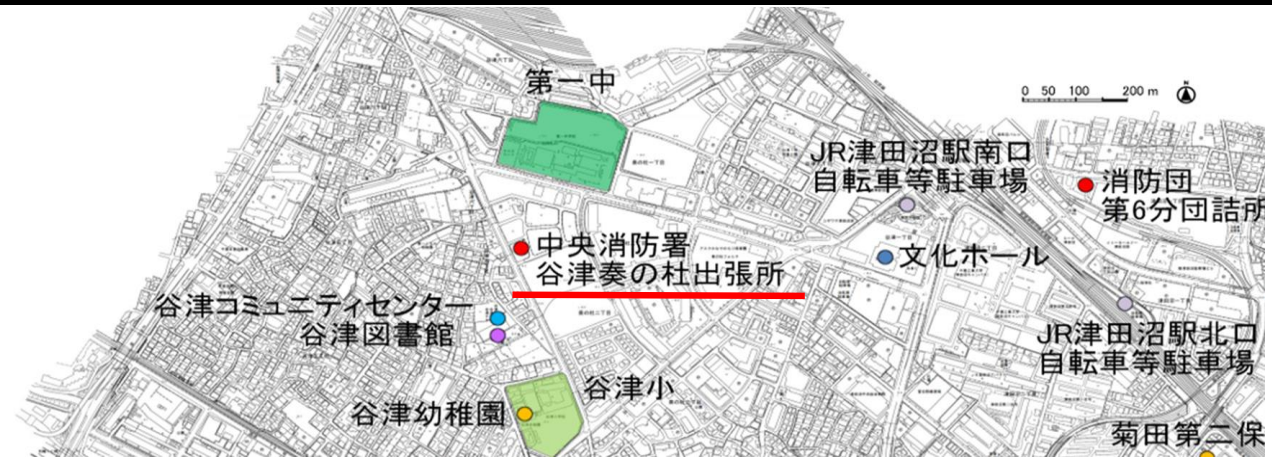 第一中
0 50 100 200 m
N
JR津田沼駅南口
自転車等駐車場
消防団
第6分団詰所
中央消防署
谷津奏の杜出張所
文化ホール
谷津コミュニティセンター
谷津図書館
JR津田沼駅北口
自転車等駐車場
谷津小
谷津幼稚園
菊田第二保